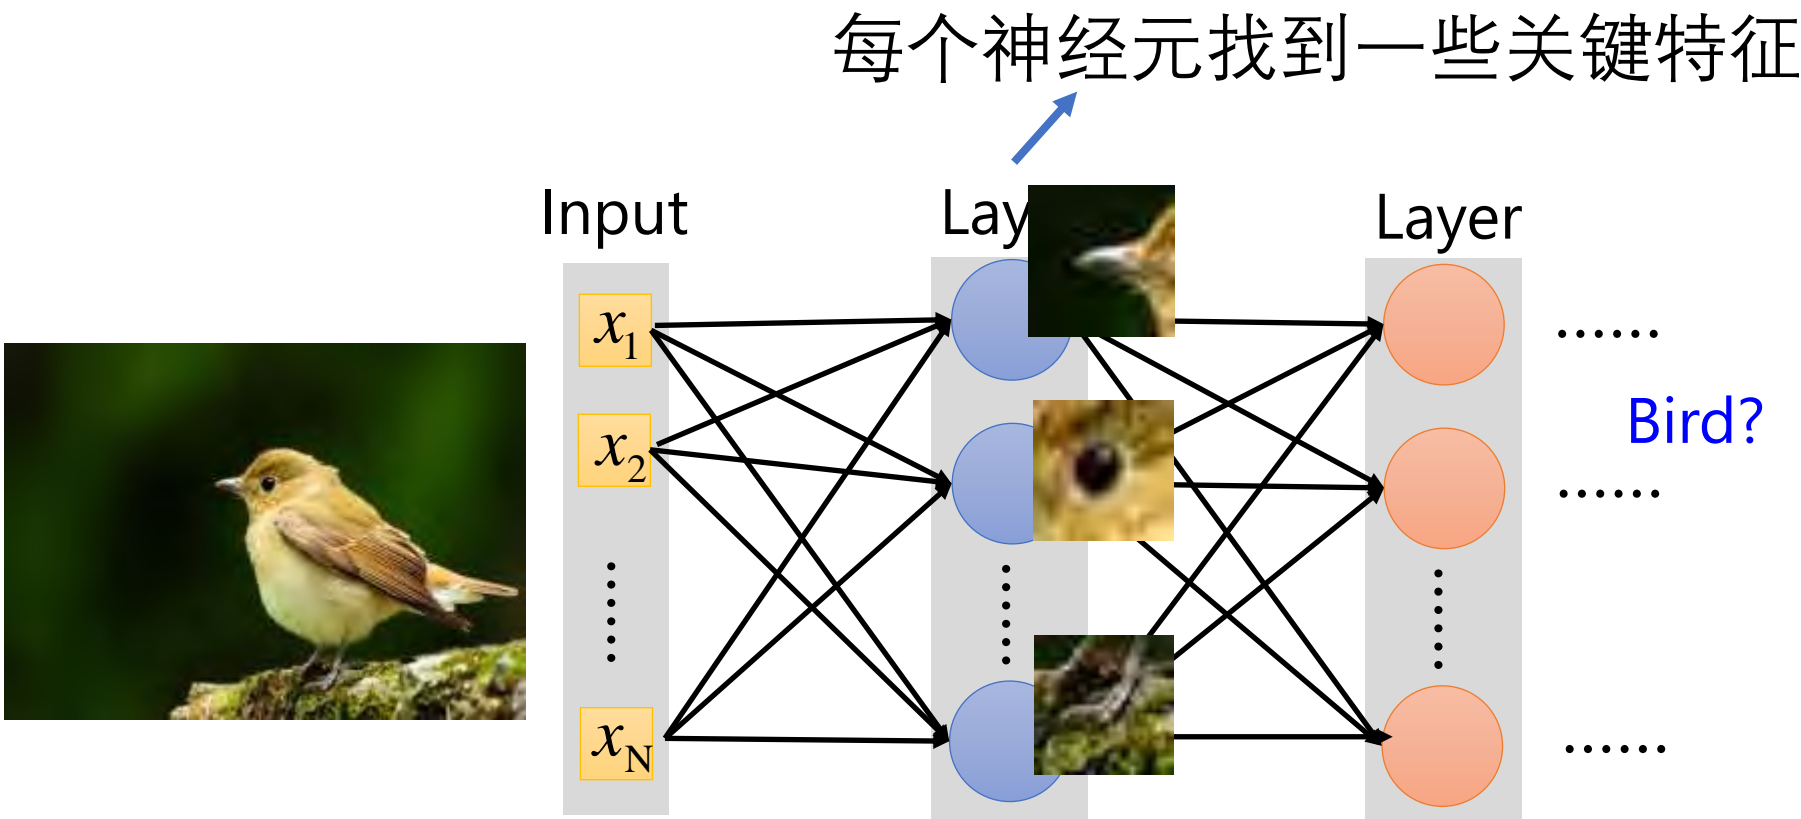 每个神经元找到一些关键特征
Input
Lay
Layer
x1
x2
xN
......
......
......
Bird?